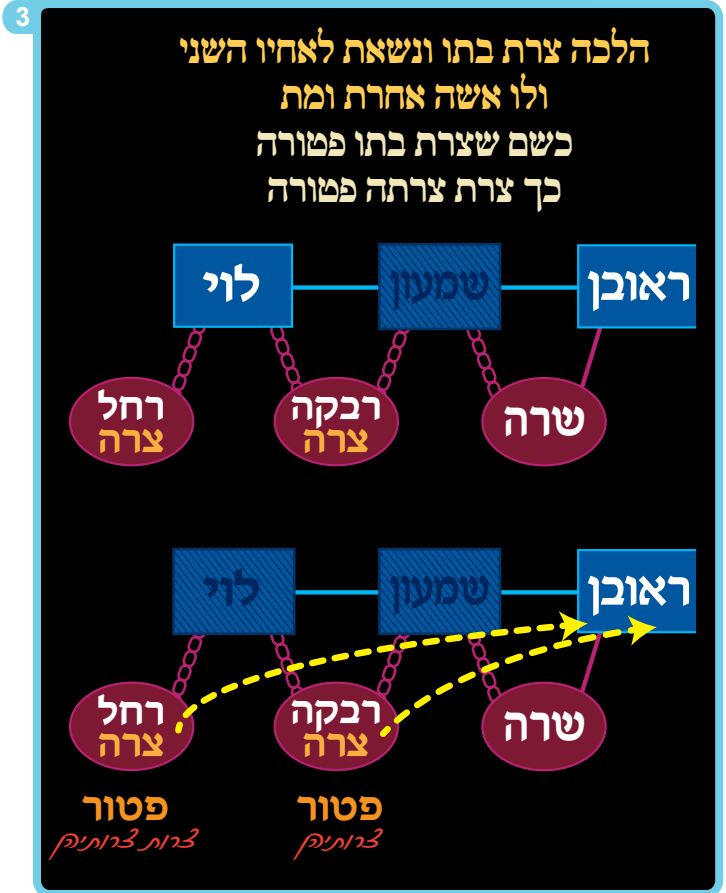 3
הלכה צרת בתו ונשאת לאחיו השני
ולו אשה אחרת ומת
כשם שצרת בתו פטורה
כך צרת צרתה פטורה
ראובן
שמעון
לוי
שרה
רבקה
צרה
רחל
צרה
ראובן
שמעון
לוי
שרה
רבקה
צרה
רחל
צרה
פטור
צרותיהן
פטור
צרות צרותיהן